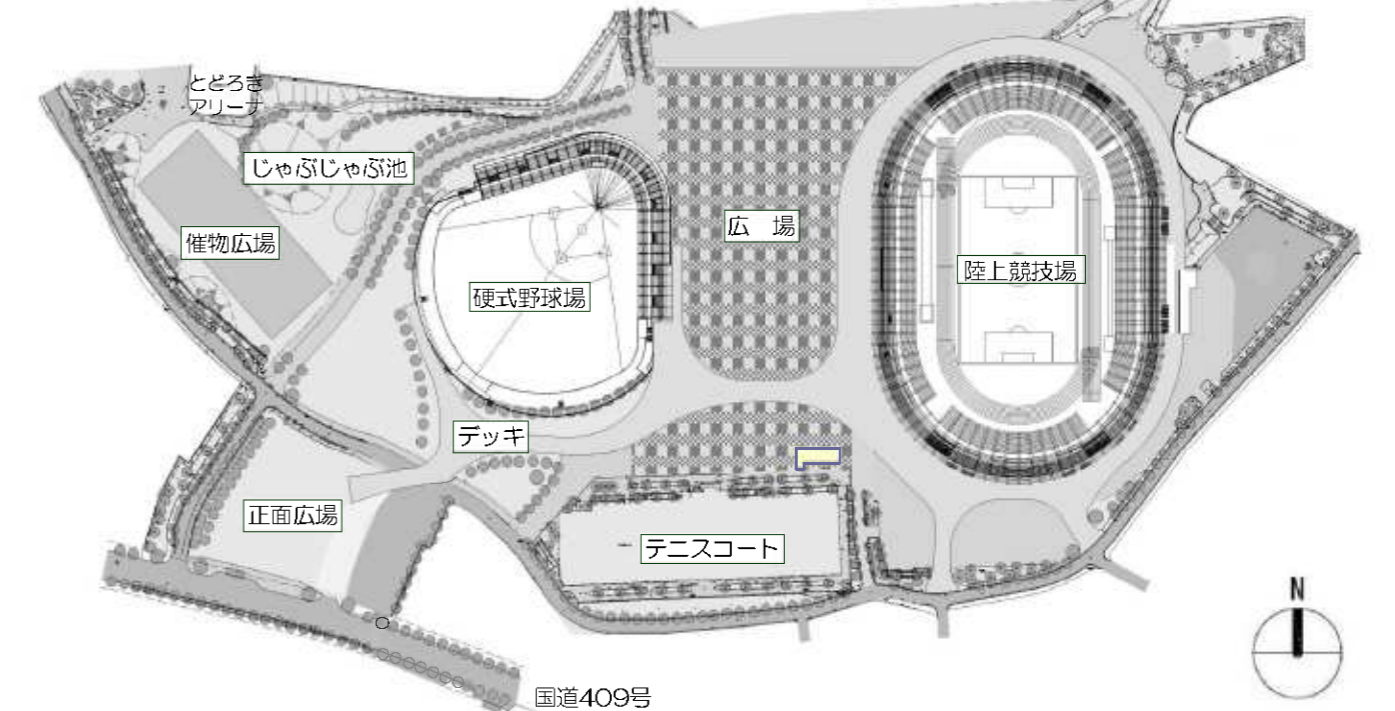 とどろき
アリーナ
じゃぶじゃぶ池
催物広場
広　場
陸上競技場
硬式野球場
デッキ
正面広場
テニスコート
N
国道409号